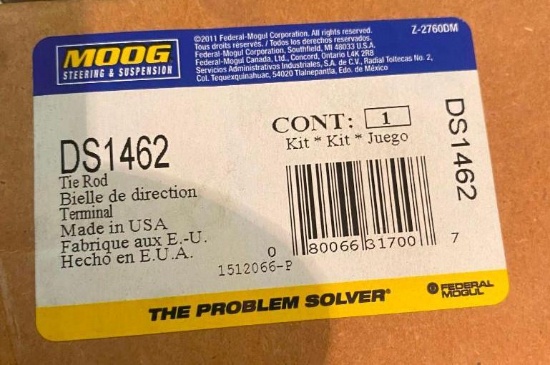 MOOG
STEERING & SUSPENSION
©2011 Federal-Mogul Corporation. All rights reserved.
Tous droits réservés. / Todos los derechos reservados.
Federal-Mogul Corporation, Southfield, MI 48033 U.S.A.
Federal-Mogul Canada, Ltd., Concord, Ontario L4K 2R8
Servicios Administrativos Industriales, S.A. de C.V., Radial Toltecas No. 2,
Col. Tequexquinahuac, 54020 Tlalnepantla, Edo. de México
Z-2760DM
DS1462
Tie Rod
Bielle de direction
Terminal
Made in USA
Fabrique aux E.-U.
Hecho en E.U.A.
CONT: 1
Kit * Kit * Juego
0 80066 31700 7
1512066-P
DS1462
THE PROBLEM SOLVER®
FEDERAL
MOGUL